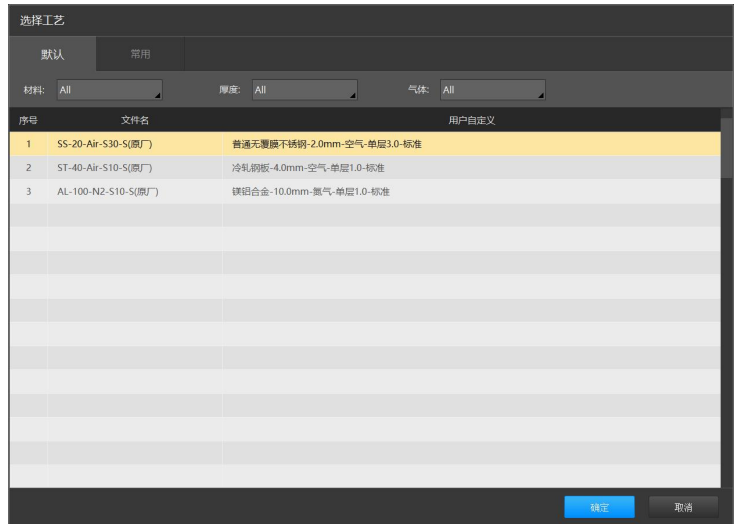 选择工艺
默认 常用
材料: All 厚度: All 气体: All
序号 文件名 用户自定义
1 SS-20-Air-S30-S(原厂) 普通无覆膜不锈钢-2.0mm-空气-单层3.0-标准
2 ST-40-Air-S10-S(原厂) 冷轧钢板-4.0mm-空气-单层1.0-标准
3 AL-100-N2-S10-S(原厂) 镁铝合金-10.0mm-氮气-单层1.0-标准
确定 取消